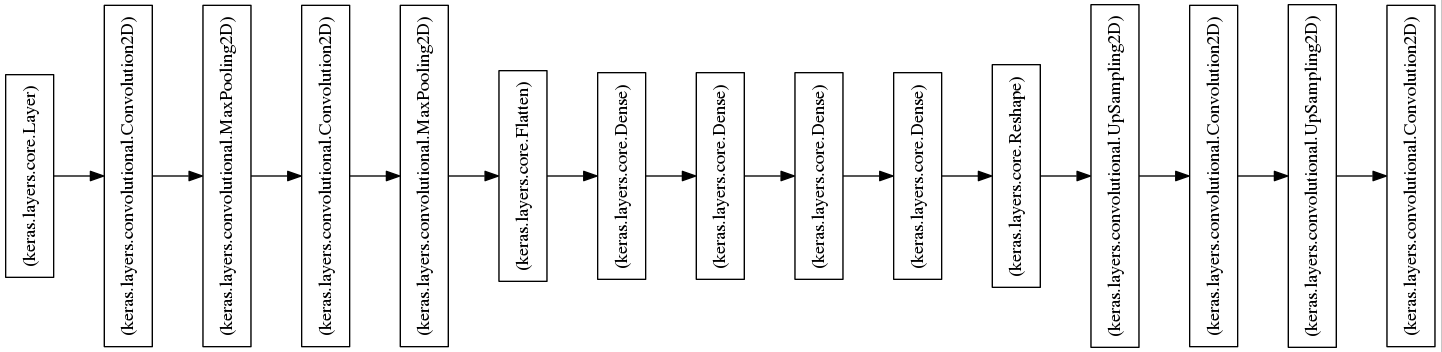 (keras.layers.core.Layer)
(keras.layers.convolutional.Convolution2D)
(keras.layers.convolutional.MaxPooling2D)
(keras.layers.convolutional.Convolution2D)
(keras.layers.convolutional.MaxPooling2D)
(keras.layers.core.Flatten)
(keras.layers.core.Dense)
(keras.layers.core.Dense)
(keras.layers.core.Dense)
(keras.layers.core.Dense)
(keras.layers.core.Reshape)
(keras.layers.convolutional.UpSampling2D)
(keras.layers.convolutional.Convolution2D)
(keras.layers.convolutional.UpSampling2D)
(keras.layers.convolutional.Convolution2D)